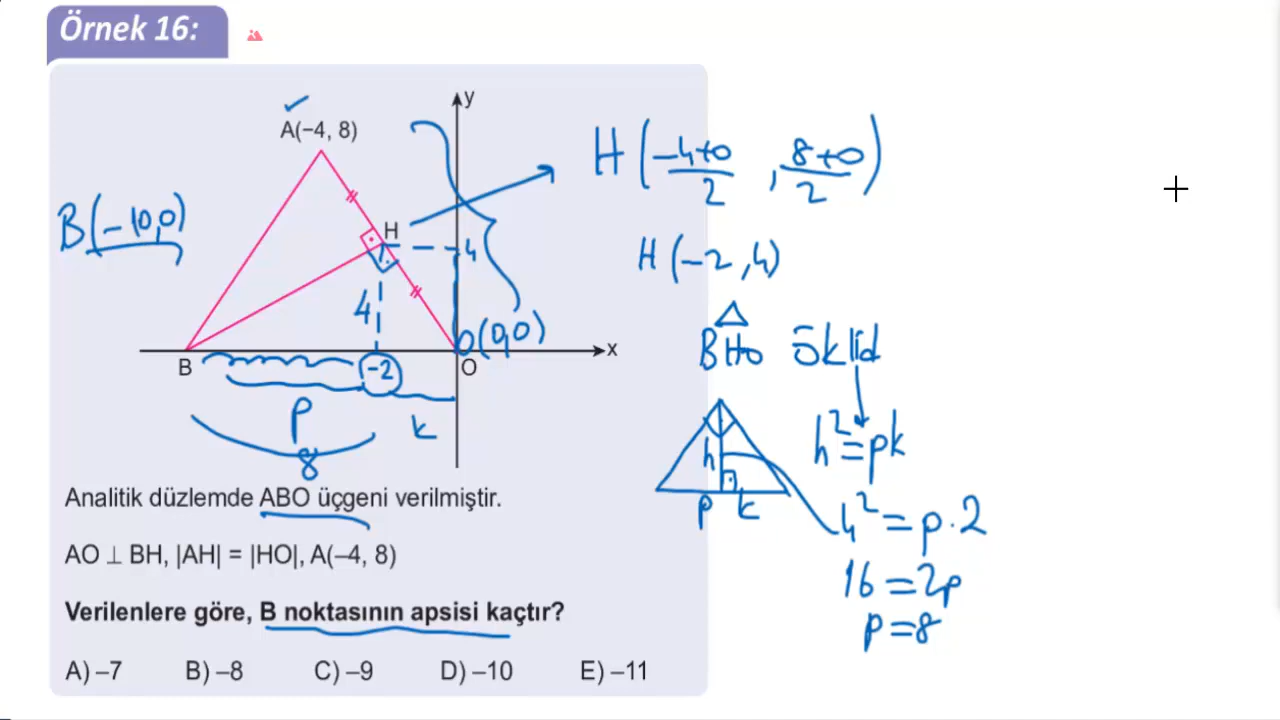 Örnek 16:
y
A(–4, 8)
H
B(-10,0)
4
4
O(0,0)
x
B
-2
O
p
k
8
H(-4+0/2, 8+0/2)
H(-2,4)
BHO öklid
h
p k
h²=pk
4²=p·2
16=2p
p=8
Analitik düzlemde ABO üçgeni verilmiştir.
AO ⊥ BH, |AH| = |HO|, A(–4, 8)
Verilenlere göre, B noktasının apsisi kaçtır?
A) –7 B) –8 C) –9 D) –10 E) –11